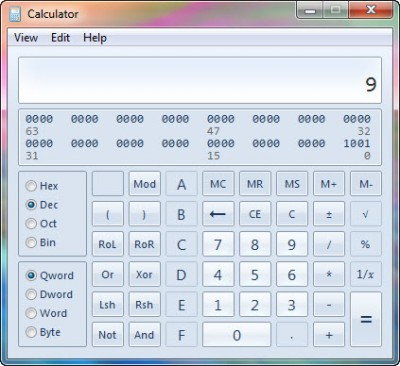 Calculator
View Edit Help
9
0000 0000 0000 0000 0000 0000 0000 0000
63 47 32
0000 0000 0000 0000 0000 0000 0000 1001
31 15 0
Hex
Dec
Oct
Bin
Qword
Dword
Word
Byte
Mod A MC MR MS M+ M-
( ) B ← CE C ± √
RoL RoR C 7 8 9 / %
Or Xor D 4 5 6 * 1/x
Lsh Rsh E 1 2 3 - =
Not And F 0 . +